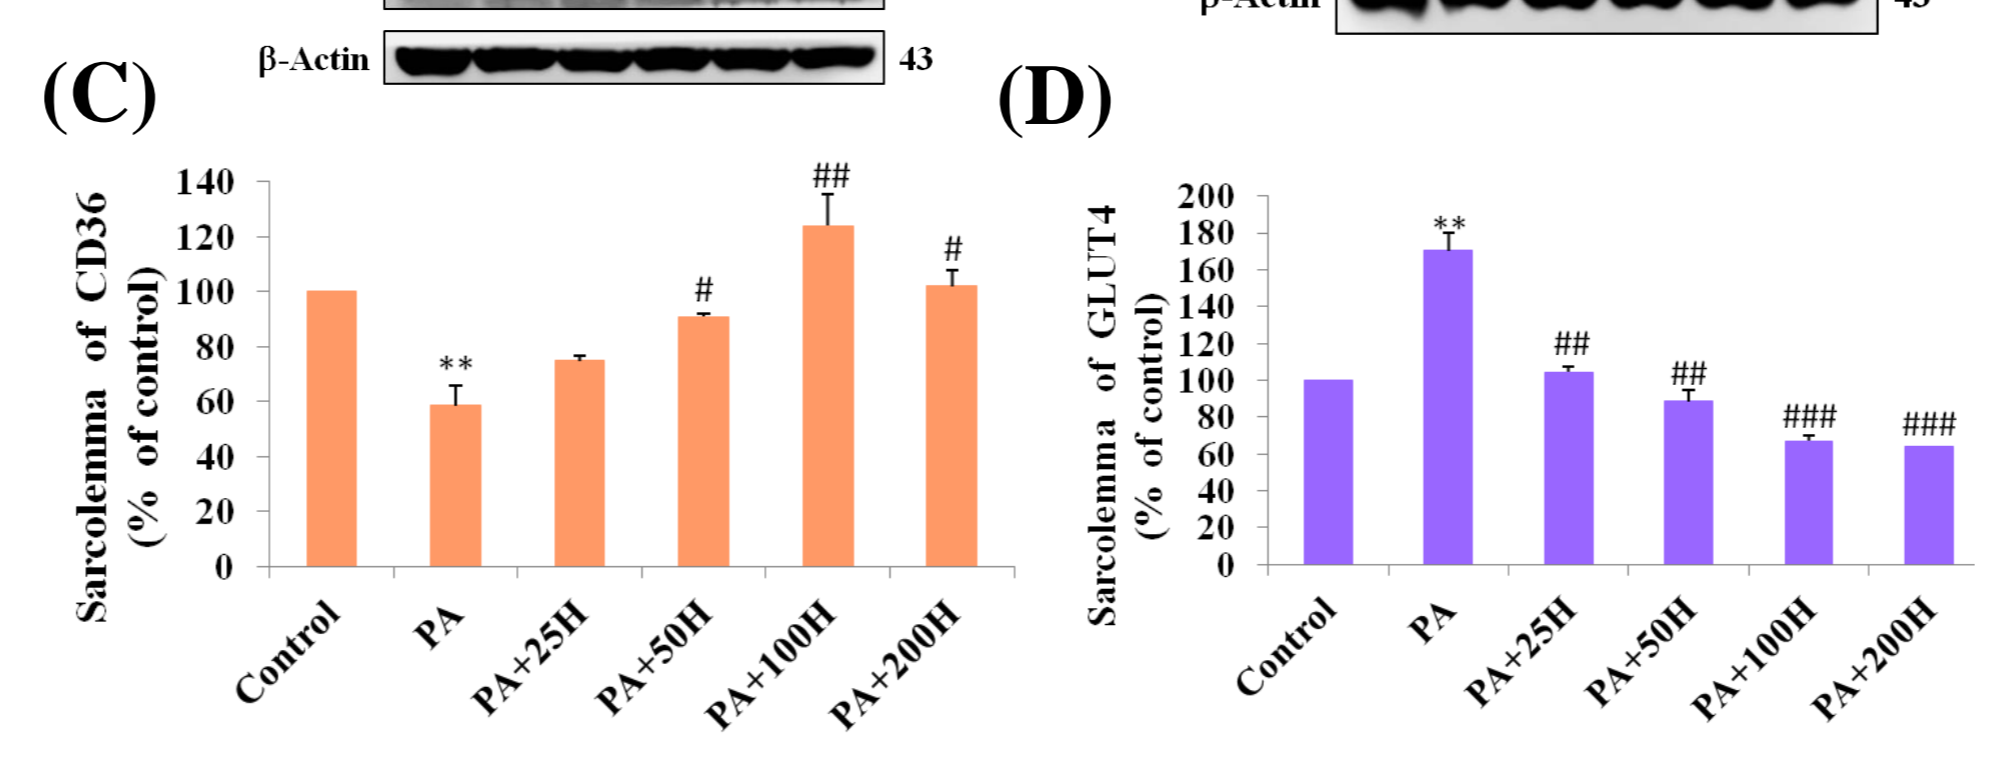 β-Actin 43
β-Actin 43
(C)
(D)
Sarcolemma of CD36
(% of control)
140
120
100
80
60
40
20
0
**
#
##
#
Control
PA
PA+25H
PA+50H
PA+100H
PA+200H
Sarcolemma of GLUT4
(% of control)
200
180
160
140
120
100
80
60
40
20
0
**
##
##
###
###
Control
PA
PA+25H
PA+50H
PA+100H
PA+200H